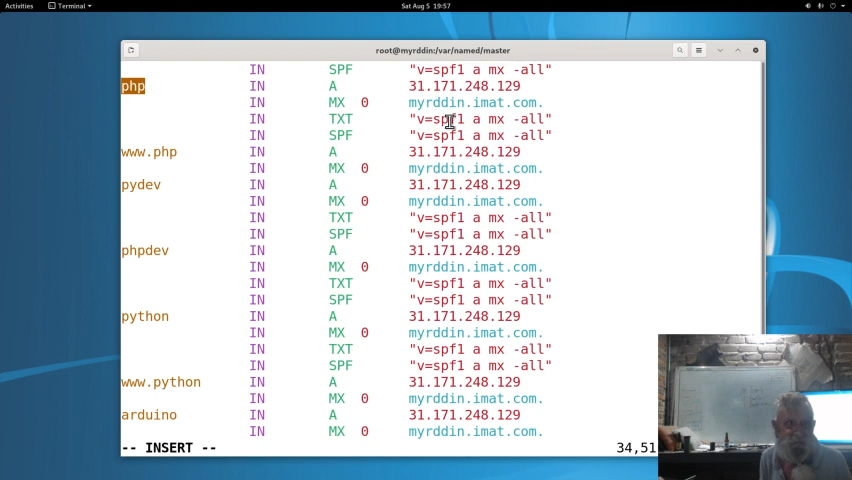 Activities Terminal Sat Aug 5 19:57
root@myrddin:/var/named/master
IN SPF "v=spf1 a mx -all"
php IN A 31.171.248.129
IN MX 0 myrddin.imat.com.
IN TXT "v=spf1 a mx -all"
IN SPF "v=spf1 a mx -all"
www.php IN A 31.171.248.129
IN MX 0 myrddin.imat.com.
pydev IN A 31.171.248.129
IN MX 0 myrddin.imat.com.
IN TXT "v=spf1 a mx -all"
IN SPF "v=spf1 a mx -all"
phpdev IN A 31.171.248.129
IN MX 0 myrddin.imat.com.
IN TXT "v=spf1 a mx -all"
IN SPF "v=spf1 a mx -all"
python IN A 31.171.248.129
IN MX 0 myrddin.imat.com.
IN TXT "v=spf1 a mx -all"
IN SPF "v=spf1 a mx -all"
www.python IN A 31.171.248.129
IN MX 0 myrddin.imat.com.
arduino IN A 31.171.248.129
IN MX 0 myrddin.imat.com.
-- INSERT -- 34,51